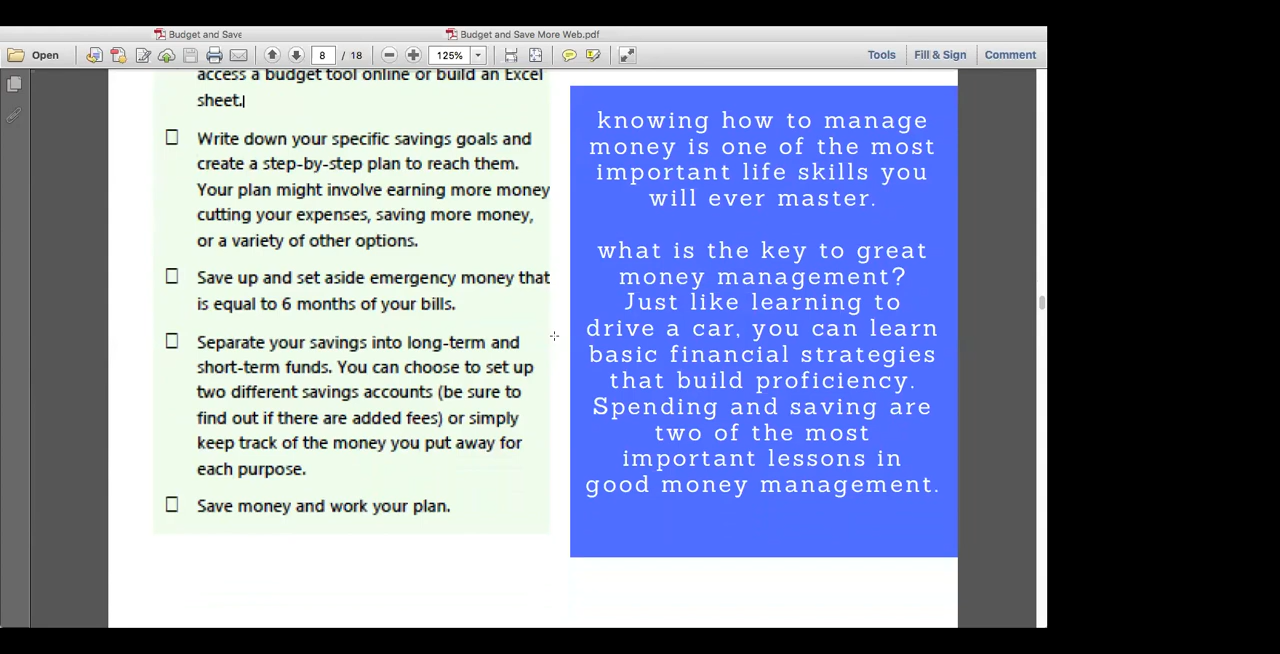 Budget and Save
Budget and Save More Web.pdf
Open
8 / 18
125%
Tools
Fill & Sign
Comment
access a budget tool online or build an Excel
sheet.
Write down your specific savings goals and
create a step-by-step plan to reach them.
Your plan might involve earning more money
cutting your expenses, saving more money,
or a variety of other options.
Save up and set aside emergency money that
is equal to 6 months of your bills.
Separate your savings into long-term and
short-term funds. You can choose to set up
two different savings accounts (be sure to
find out if there are added fees) or simply
keep track of the money you put away for
each purpose.
Save money and work your plan.
knowing how to manage
money is one of the most
important life skills you
will ever master.
what is the key to great
money management?
Just like learning to
drive a car, you can learn
basic financial strategies
that build proficiency.
Spending and saving are
two of the most
important lessons in
good money management.